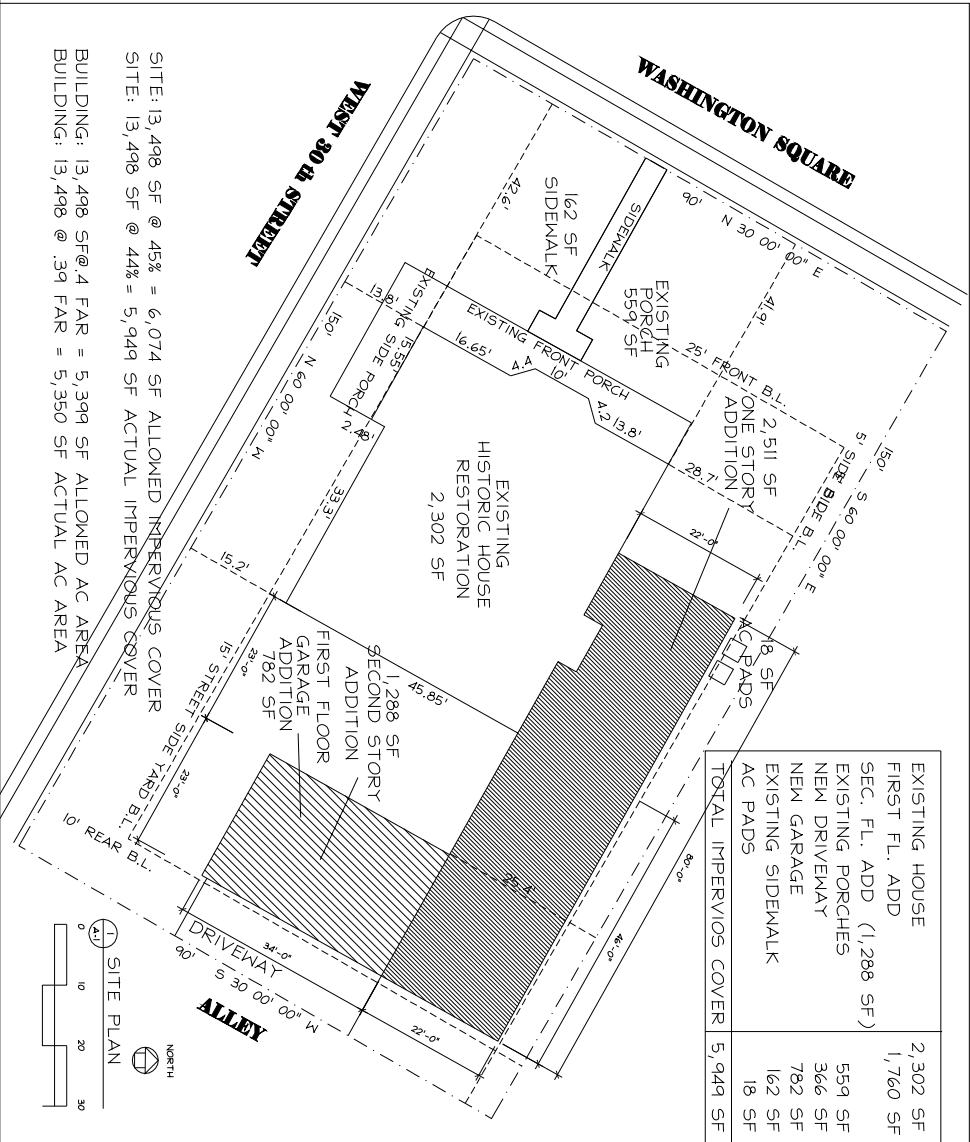 WASHINGTON SQUARE
WEST 30 th STREET
ALLEY
90'
N 30 00' 00" E
42.6'
162 SF
SIDEWALK
SIDEWALK
EXISTING
PORCH
559 SF
41.9'
25' FRONT B.L.
5' SIDE B.L.
SIDE B.L.
150'
S 60 00' 00" E
EXISTING FRONT PORCH
EXISTING SIDE PORCH
13.8'
16.65'
4.4
10'
4.2
13.8'
28.7'
15.55'
2.48'
33.3'
150'
N 60 00' 00" W
15.2'
2,511 SF
ONE STORY
ADDITION
22'-0"
EXISTING
HISTORIC HOUSE
RESTORATION
2,302 SF
18 SF
AC PADS
45.85'
1,288 SF
SECOND STORY
ADDITION
FIRST FLOOR
GARAGE
ADDITION
782 SF
23'-0"
23'-0"
15' STREET SIDE YARD B.L.
10' REAR B.L.
25.4'
80'-0"
46'-0"
DRIVEWAY
34'-0"
22'-0"
90'
S 30 00' 00" W
EXISTING HOUSE 2,302 SF
FIRST FL. ADD 1,760 SF
SEC. FL. ADD (1,288 SF)
EXISTING PORCHES 559 SF
NEW DRIVEWAY 366 SF
NEW GARAGE 782 SF
EXISTING SIDEWALK 162 SF
AC PADS 18 SF
TOTAL IMPERVIOS COVER 5,949 SF
SITE: 13,498 SF @ 45% = 6,074 SF ALLOWED IMPERVIOUS COVER
SITE: 13,498 SF @ 44% = 5,949 SF ACTUAL IMPERVIOUS COVER
BUILDING: 13,498 SF@.4 FAR = 5,399 SF ALLOWED AC AREA
BUILDING: 13,498 @ .39 FAR = 5,350 SF ACTUAL AC AREA
1
A-1
SITE PLAN
NORTH
0 10 20 30